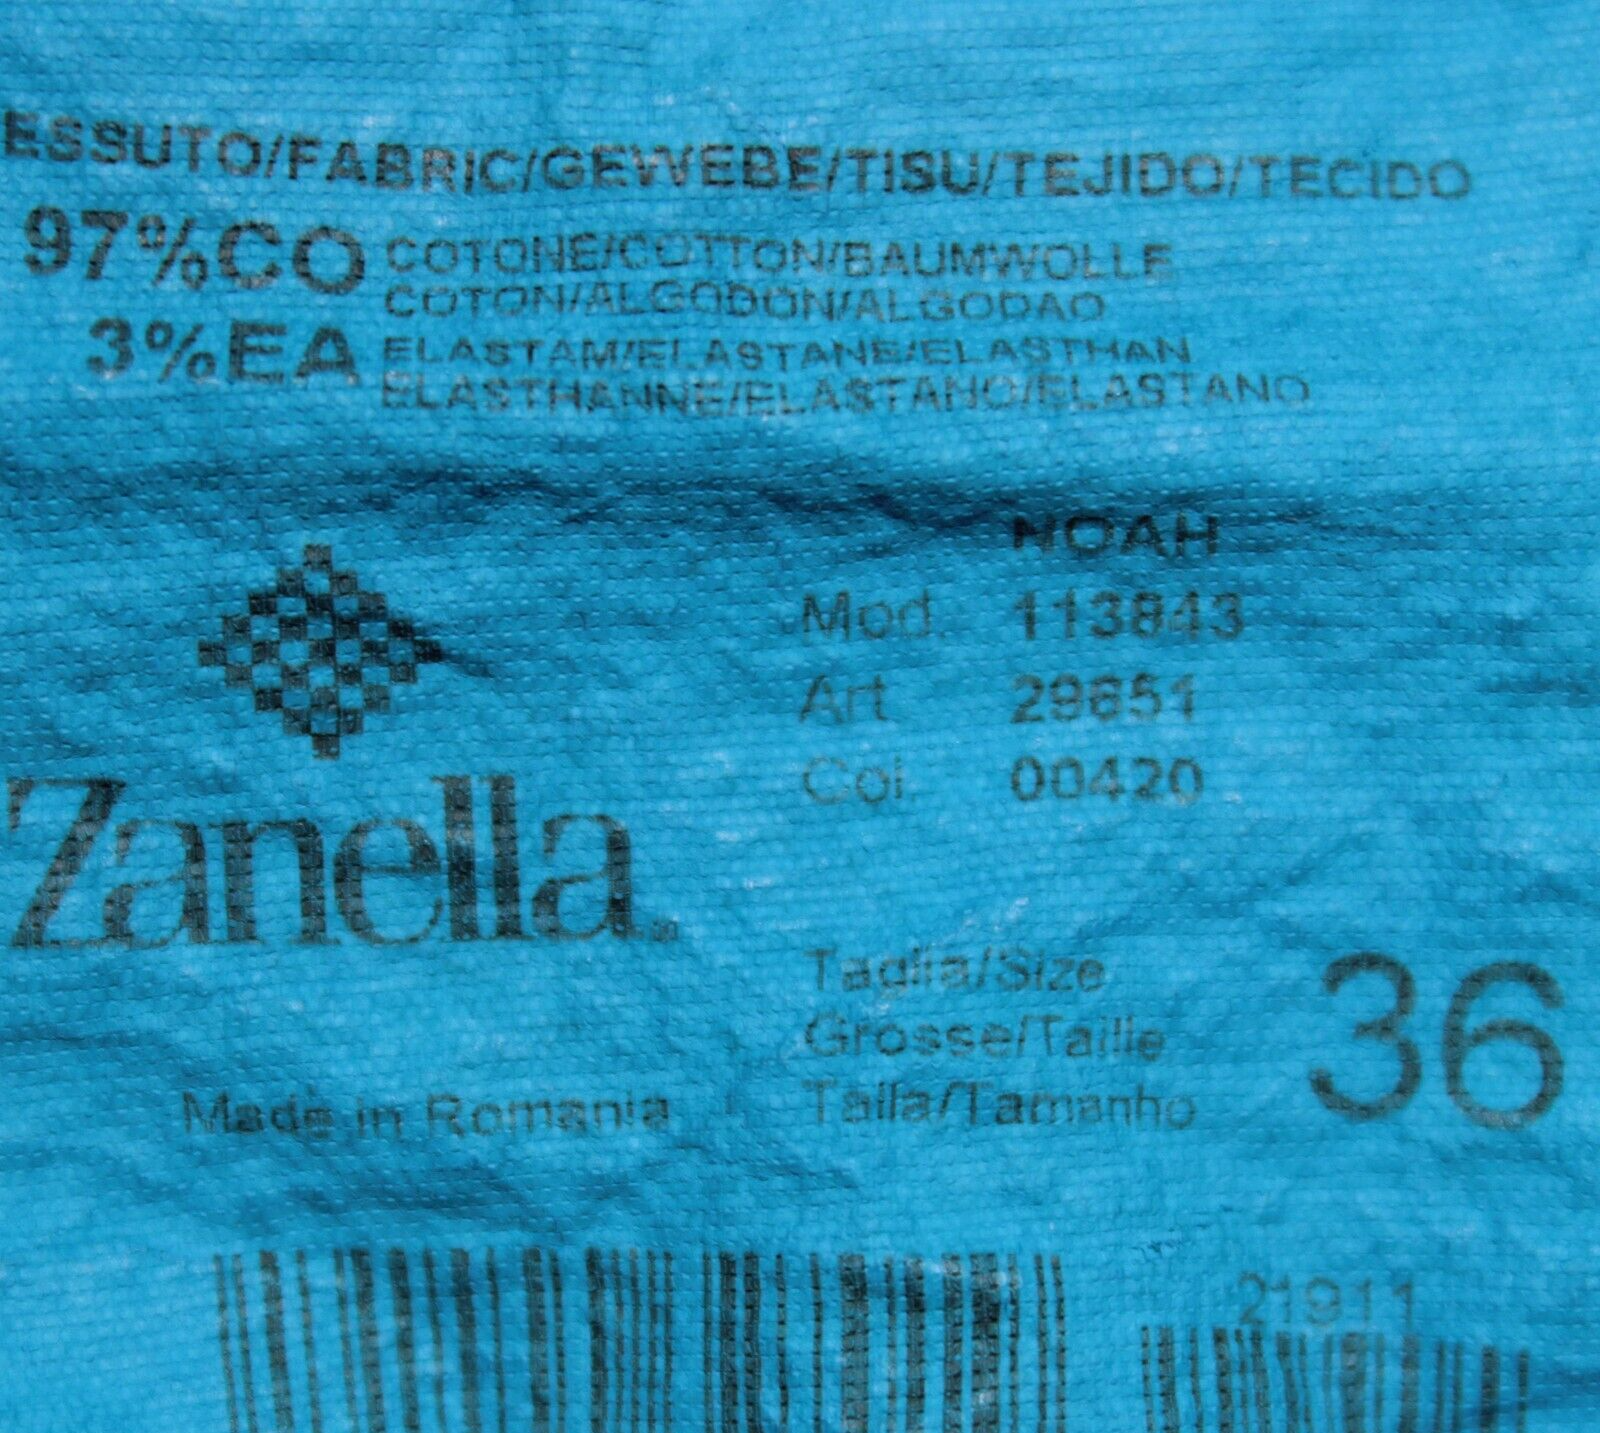 ESSUTO/FABRIC/GEWEBE/TISU/TEJIDO/TECIDO
97%CO COTONE/COTTON/BAUMWOLLE
COTON/ALGODON/ALGODAO
3%EA ELASTAM/ELASTANE/ELASTHAN
ELASTHANNE/ELASTANO/ELASTANO
NOAH
Mod. 113843
Art 29651
Col. 00420
Zanella
Taglia/Size
Grosse/Taille
Talla/Tamanho
36
Made in Romania
21911